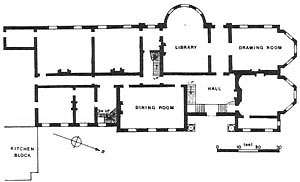 LIBRARY
DRAWING ROOM
HALL
DINING ROOM
KITCHEN
BLOCK
feet